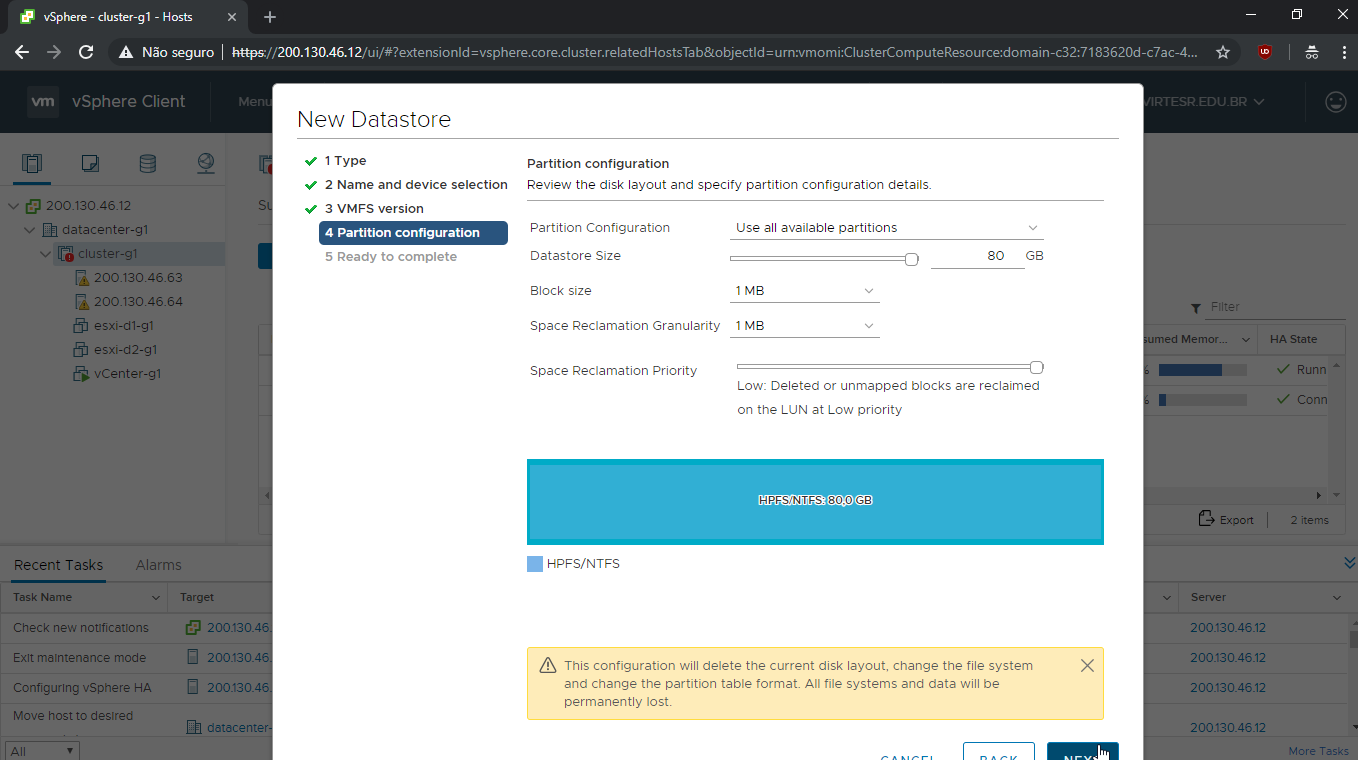 vSphere - cluster-g1 - Hosts
Não seguro
https://200.130.46.12/ui/#?extensionId=vsphere.core.cluster.relatedHostsTab&objectId=urn:vmomi:ClusterComputeResource:domain-c32:7183620d-c7ac-4...
vm vSphere Client
Menu
VIRTESR.EDU.BR
New Datastore
1 Type
2 Name and device selection
3 VMFS version
4 Partition configuration
5 Ready to complete
Partition configuration
Review the disk layout and specify partition configuration details.
Partition Configuration Use all available partitions
Datastore Size 80 GB
Block size 1 MB
Space Reclamation Granularity 1 MB
Space Reclamation Priority
Low: Deleted or unmapped blocks are reclaimed
on the LUN at Low priority
HPFS/NTFS: 80,0 GB
HPFS/NTFS
This configuration will delete the current disk layout, change the file system
and change the partition table format. All file systems and data will be
permanently lost.
CANCEL BACK NEXT
200.130.46.12
datacenter-g1
cluster-g1
200.130.46.63
200.130.46.64
esxi-d1-g1
esxi-d2-g1
vCenter-g1
Su
Filter
sumed Memor... HA State
% Runn
% Conn
Export 2 items
Recent Tasks Alarms
Task Name Target Server
Check new notifications 200.130.46. 200.130.46.12
Exit maintenance mode 200.130.46. 200.130.46.12
Configuring vSphere HA 200.130.46. 200.130.46.12
Move host to desired
datacenter- 200.130.46.12
All
More Tasks